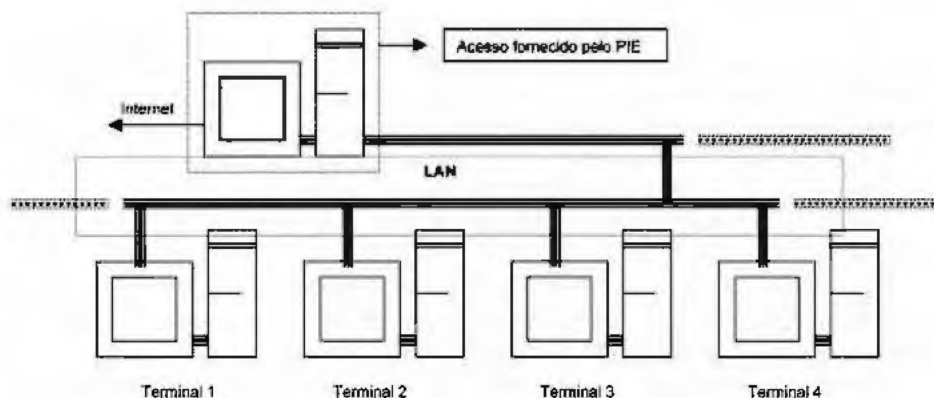 Acesso fornecido pelo PIE
Internet
LAN
Terminal 1
Terminal 2
Terminal 3
Terminal 4